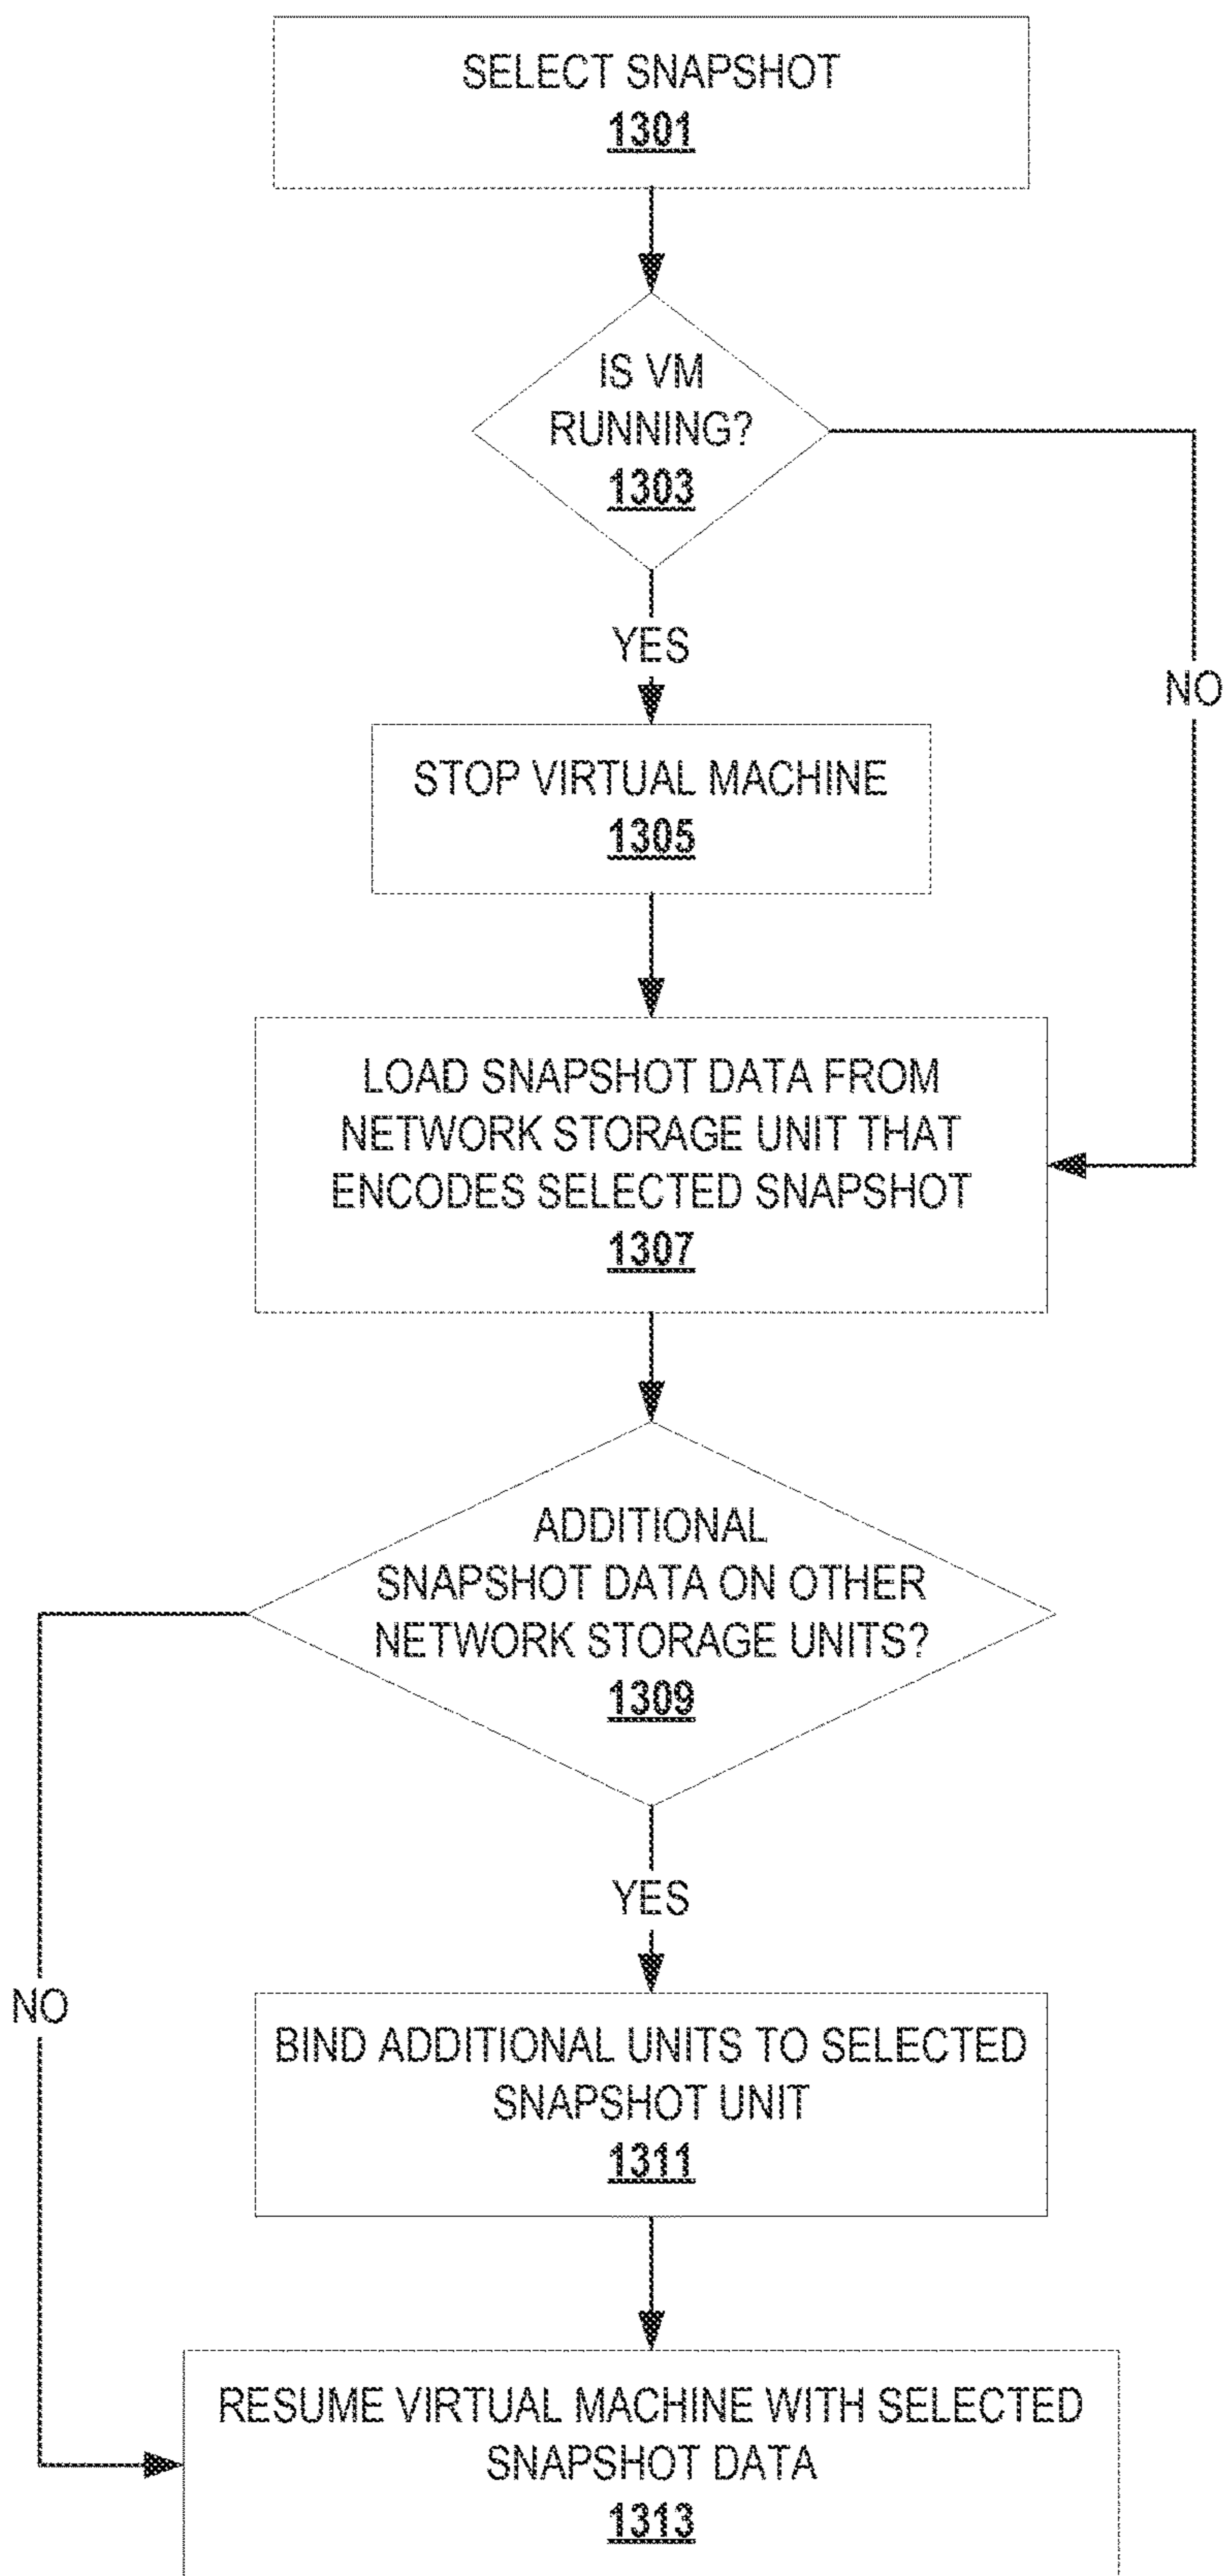 SELECT SNAPSHOT
1301
IS VM
RUNNING?
1303
YES
NO
STOP VIRTUAL MACHINE
1305
LOAD SNAPSHOT DATA FROM
NETWORK STORAGE UNIT THAT
ENCODES SELECTED SNAPSHOT
1307
ADDITIONAL
SNAPSHOT DATA ON OTHER
NETWORK STORAGE UNITS?
1309
YES
NO
BIND ADDITIONAL UNITS TO SELECTED
SNAPSHOT UNIT
1311
RESUME VIRTUAL MACHINE WITH SELECTED
SNAPSHOT DATA
1313